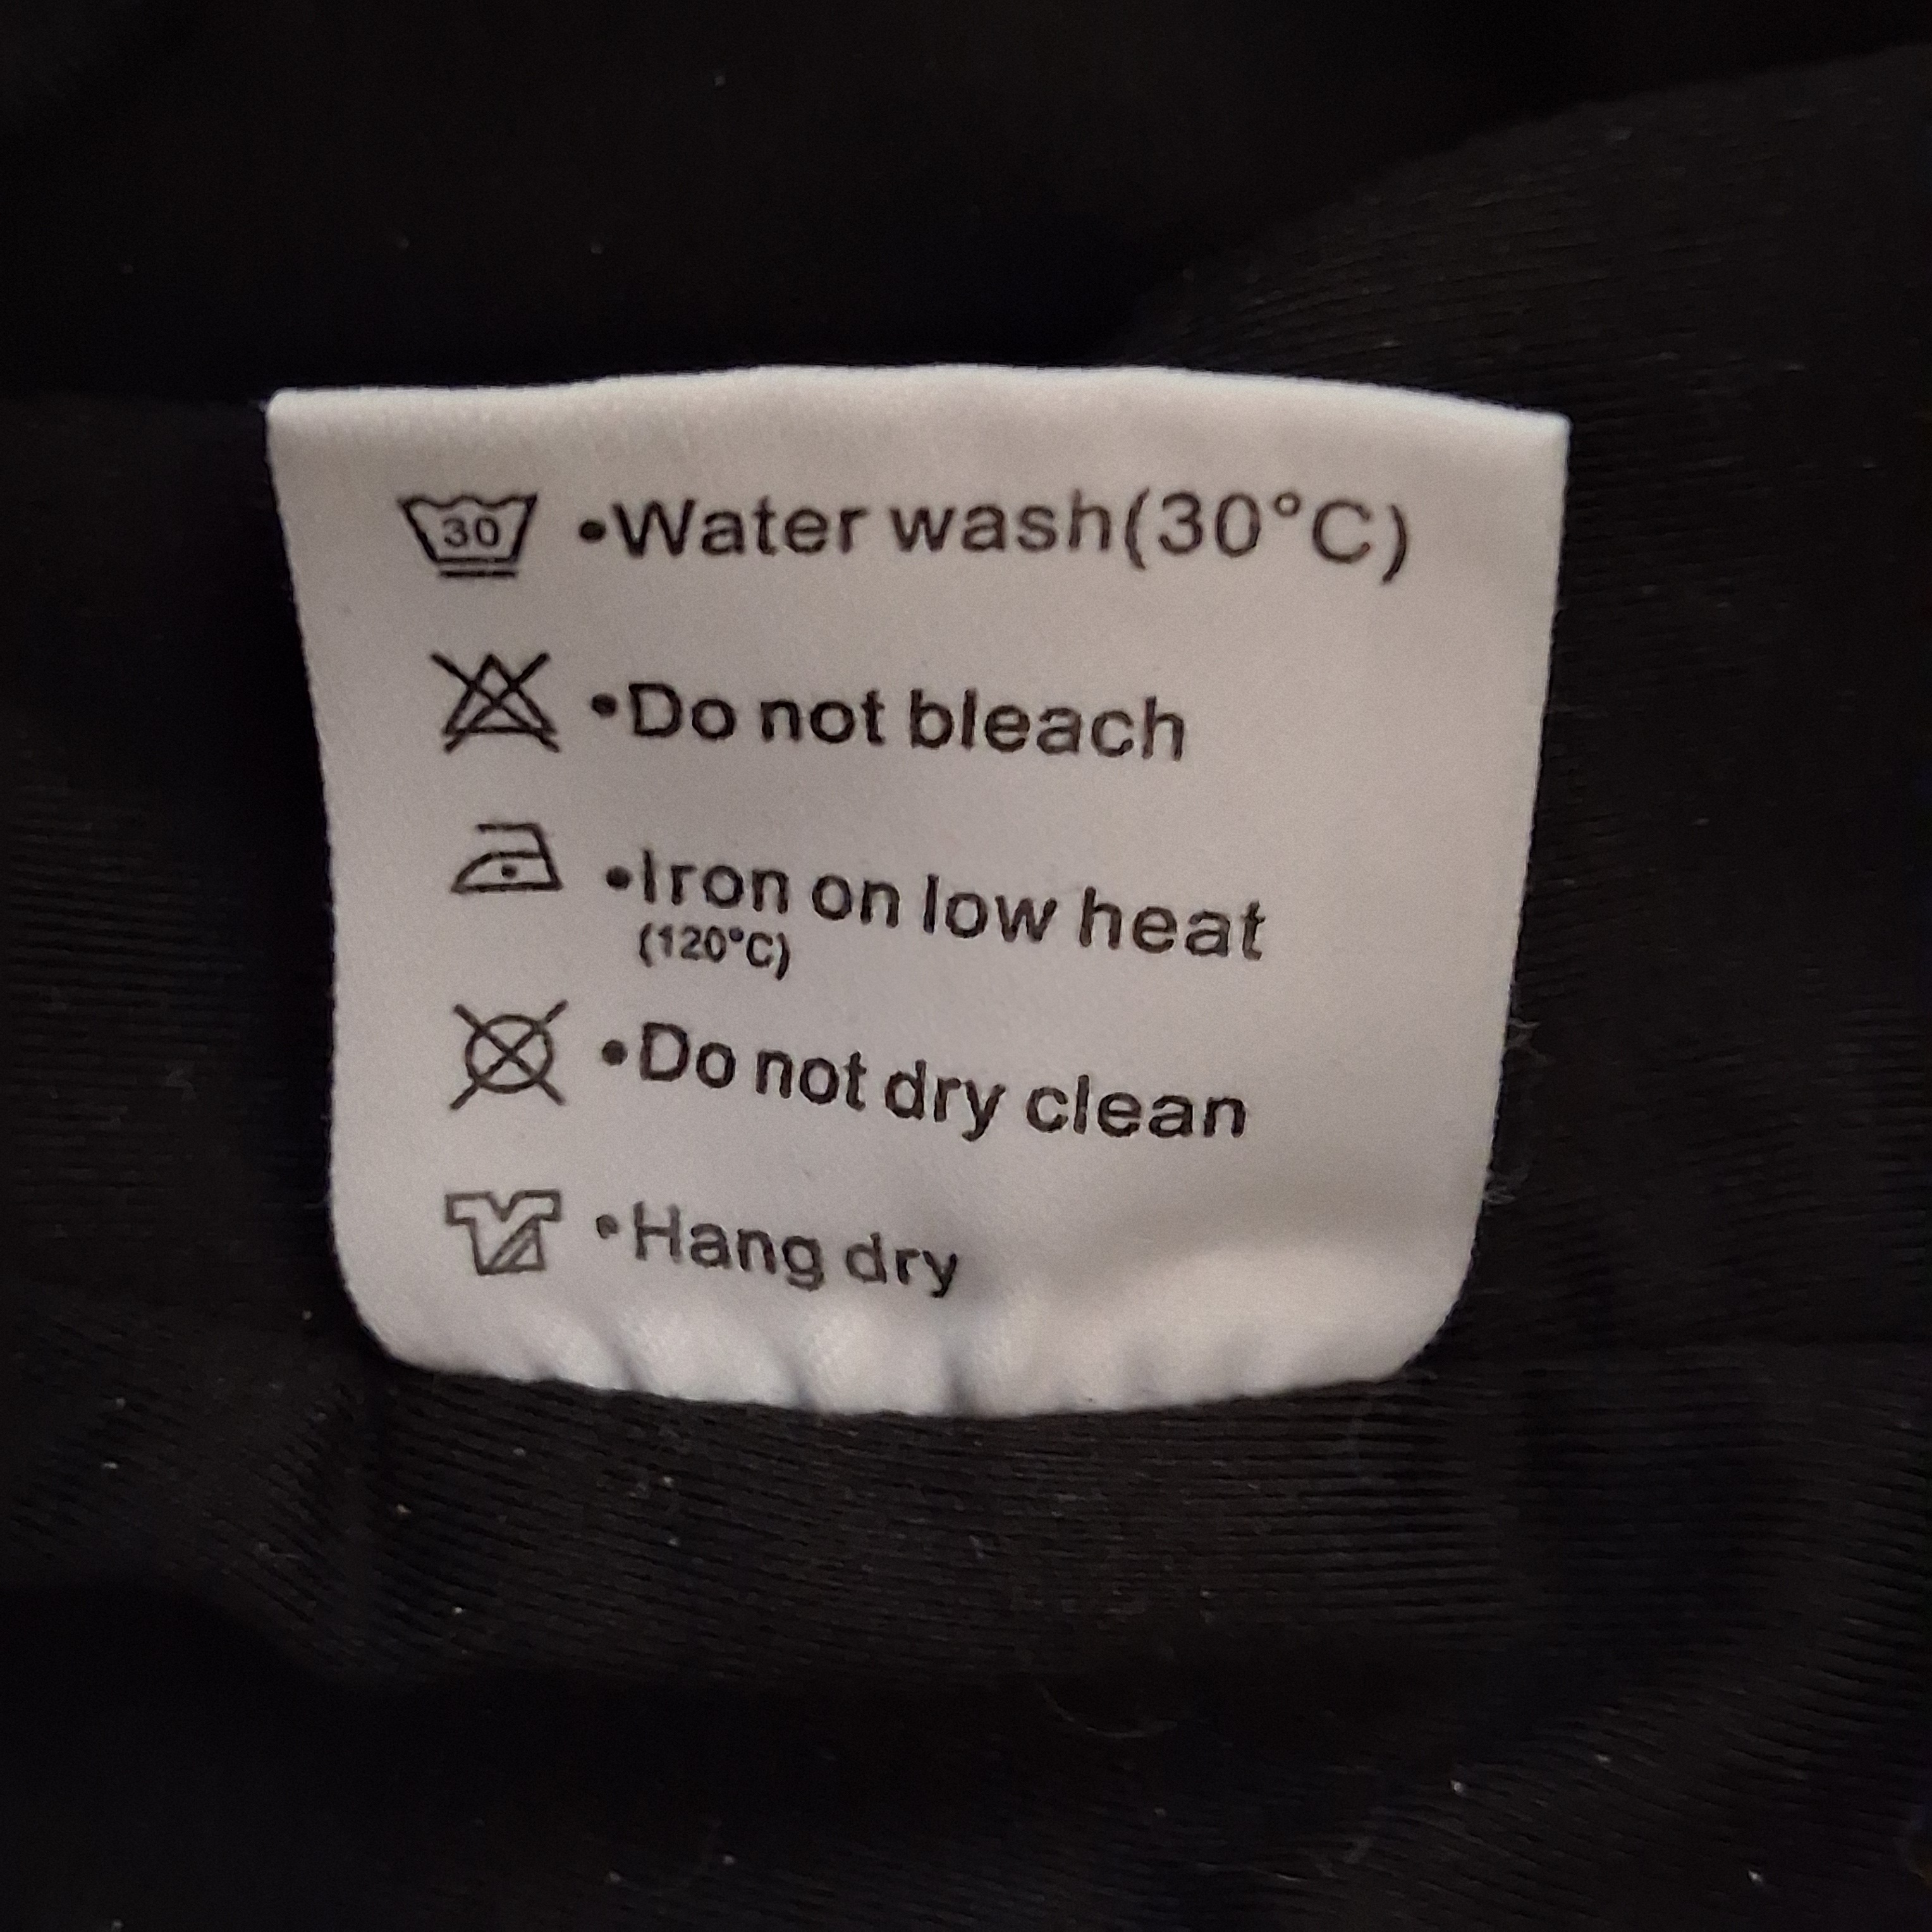 30 •Water wash(30°C)
•Do not bleach
•Iron on low heat
(120°C)
•Do not dry clean
•Hang dry